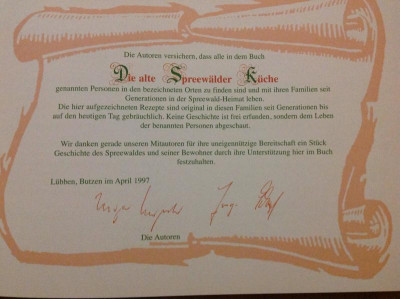 Die Autoren versichern, dass alle in dem Buch
Die alte Spreewälder Küche
genannten Personen in den bezeichneten Orten zu finden sind und mit ihren Familien seit
Generationen in der Spreewald-Heimat leben.
Die hier aufgezeichneten Rezepte sind original in diesen Familien seit Generationen bis
auf den heutigen Tag gebräuchlich. Keine Geschichte ist frei erfunden, sondern dem Leben
der benannten Personen abgeschaut.
Wir danken gerade unseren Mitautoren für ihre uneigennützige Bereitschaft ein Stück
Geschichte des Spreewaldes und seiner Bewohner durch ihre Unterstützung hier im Buch
festzuhalten.
Lübben, Butzen im April 1997
Die Autoren